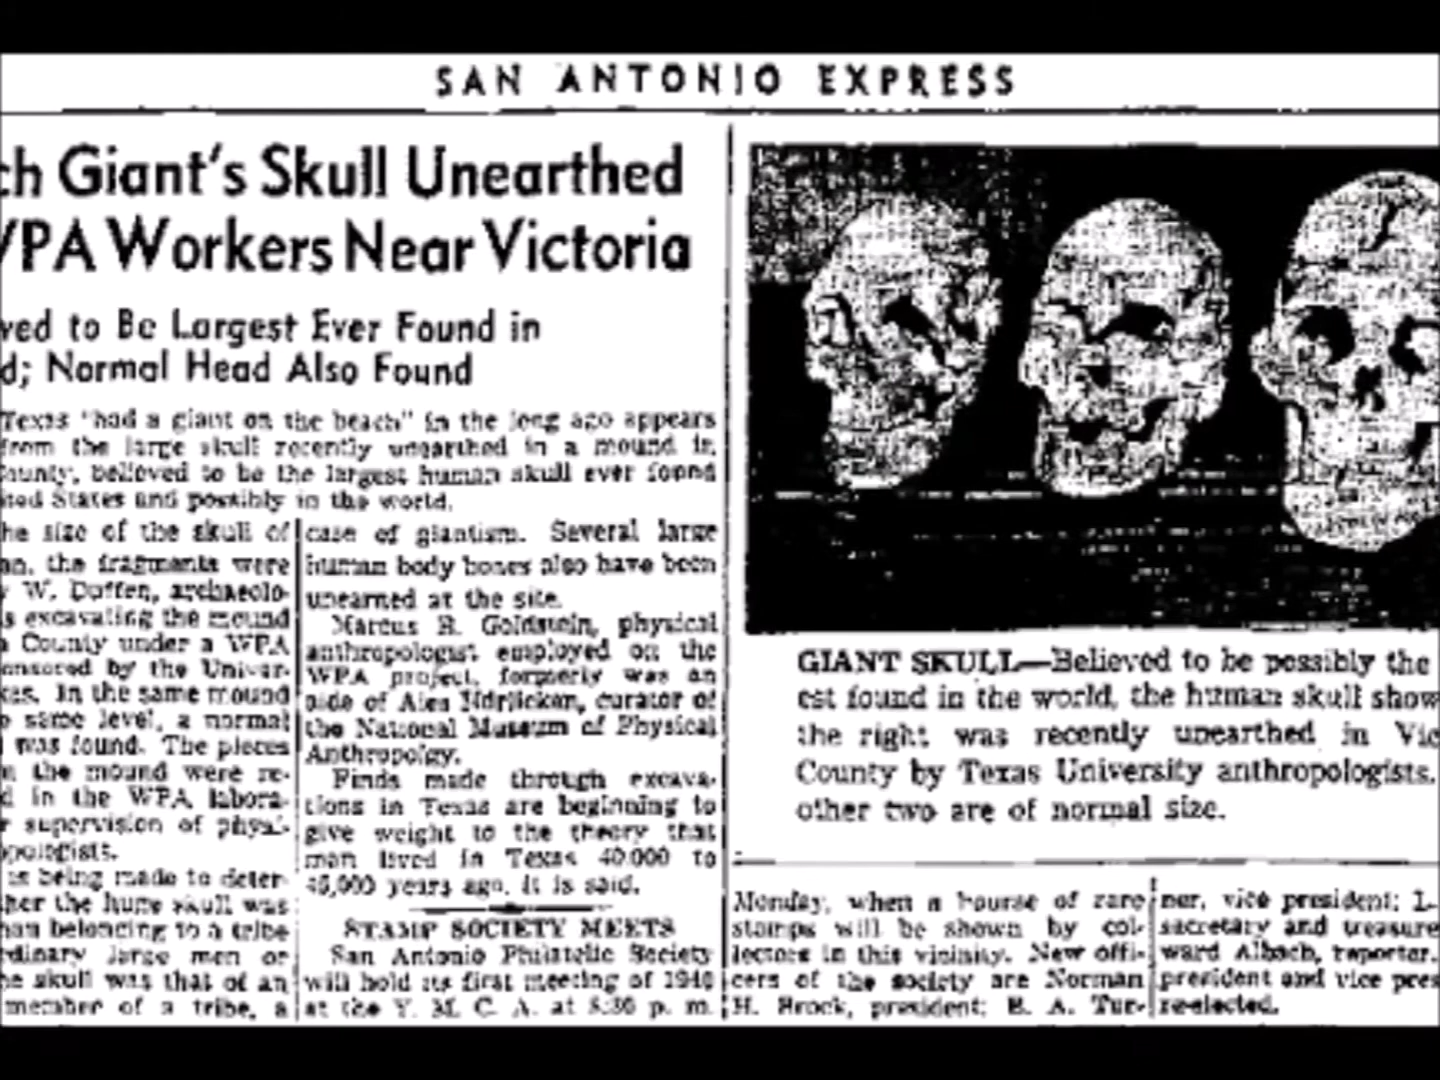 SAN ANTONIO EXPRESS
ch Giant's Skull Unearthed
WPA Workers Near Victoria
ved to Be Largest Ever Found in
d; Normal Head Also Found
Texas "had a giant on the beach" in the long ago appears
from the large skull recently unearthed in a mound in
ounty, believed to be the largest human skull ever found
ted States and possibly in the world.
he size of the skull of
an, the fragments were
W. Duffen, archaeolo-
s excavating the mound
a County under a WPA
onsored by the Univer-
xas. In the same mound
same level, a normal
was found. The pieces
the mound were re-
d in the WPA labora-
r supervision of physi-
opologists.
is being made to deter-
her the huge skull was
man belonging to a tribe
rdinary large men or
he skull was that of an
member of a tribe, a
case of giantism. Several large
human body bones also have been
unearned at the site.
Marcus R. Goldstein, physical
anthropologist employed on the
WPA project, formerly was an
aide of Ales Hdrlicken, curator of
the National Museum of Physical
Anthropolgy.
Finds made through excava-
tions in Texas are beginning to
give weight to the theory that
man lived in Texas 40,000 to
45,000 years ago, it is said.
STAMP SOCIETY MEETS
San Antonio Philatelic Society
will hold its first meeting of 1940
at the Y. M. C. A. at 8:30 p. m.
GIANT SKULL—Believed to be possibly the
est found in the world, the human skull show
the right was recently unearthed in Vic
County by Texas University anthropologists.
other two are of normal size.
Monday, when a bourse of rare
stamps will be shown by col-
lectors in this vicinity. New offi-
cers of the society are Norman
H. Brock, president; B. A. Tur-
ner, vice president; L.
secretary and treasure
ward Albach, reporter.
president and vice pres
re-elected.